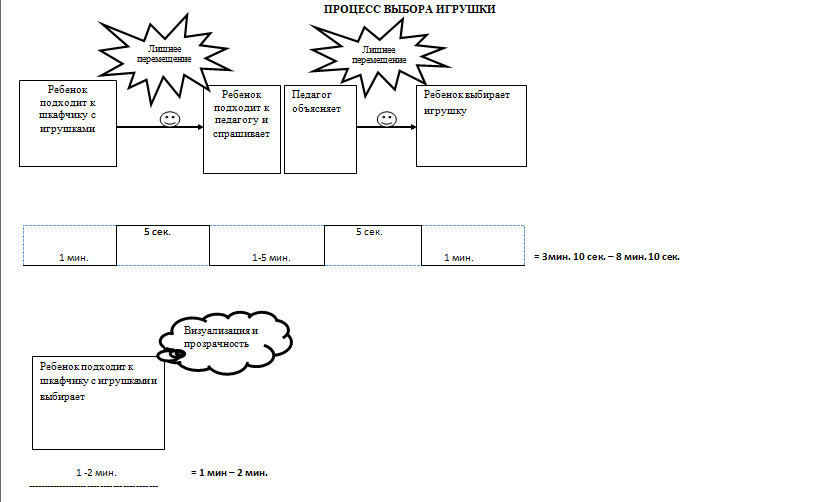 ПРОЦЕСС ВЫБОРА ИГРУШКИ
Лишнее
перемещение
Лишнее
перемещение
Ребенок
подходит к
шкафчику с
игрушками
Ребенок
подходит к
педагогу и
спрашивает
Педагог
объясняет
Ребенок выбирает
игрушку
5 сек.
5 сек.
1 мин.
1-5 мин.
1 мин.
= 3мин. 10 сек. – 8 мин. 10 сек.
Визуализация и
прозрачность
Ребенок подходит к
шкафчику с игрушками и
выбирает
1 -2 мин.
= 1 мин – 2 мин.